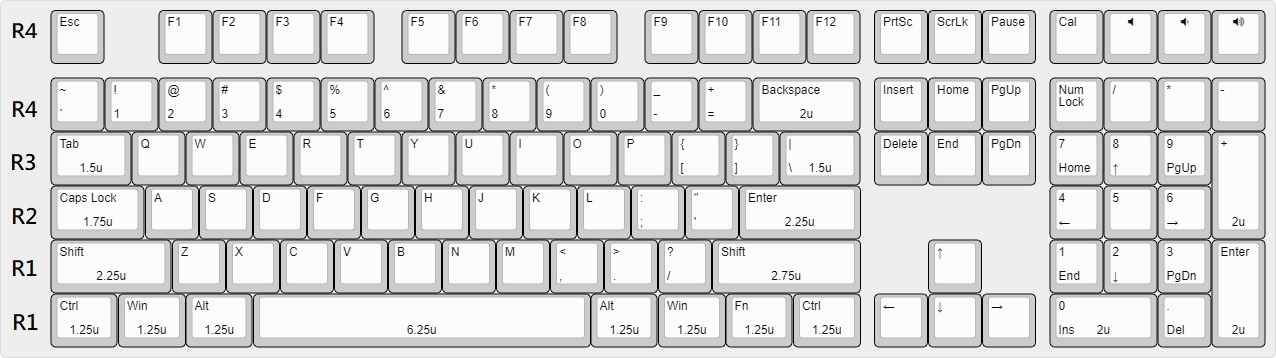 R4 Esc F1 F2 F3 F4 F5 F6 F7 F8 F9 F10 F11 F12 PrtSc ScrLk Pause Cal
~ ! @ # $ % ^ & * ( ) _ + Backspace Insert Home PgUp Num Lock / * -
R4 ` 1 2 3 4 5 6 7 8 9 0 - = 2u
Tab Q W E R T Y U I O P { } | Delete End PgDn 7 8 9 +
R3 1.5u [ ] \ 1.5u Home ↑ PgUp
Caps Lock A S D F G H J K L : " Enter 4 5 6
R2 1.75u ; ' 2.25u ← → 2u
Shift Z X C V B N M < > ? Shift ↑ 1 2 3 Enter
R1 2.25u , . / 2.75u End ↓ PgDn
Ctrl Win Alt Alt Win Fn Ctrl ← ↓ → 0 .
R1 1.25u 1.25u 1.25u 6.25u 1.25u 1.25u 1.25u 1.25u Ins 2u Del 2u